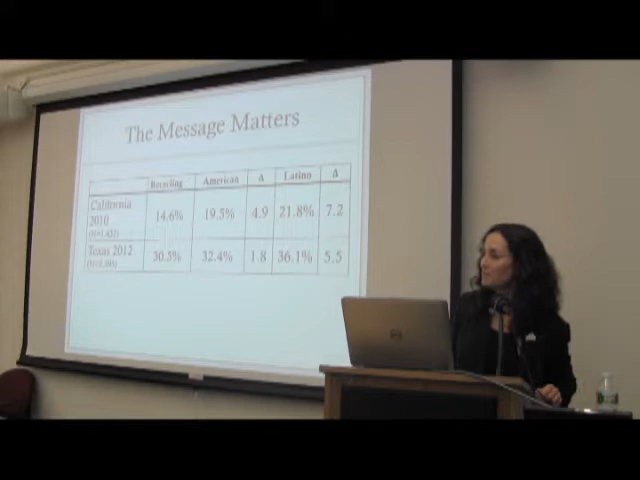 The Message Matters
Recycling American Δ Latino Δ
California
2010 14.6% 19.5% 4.9 21.8% 7.2
Texas 2012 30.5% 32.4% 1.8 36.1% 5.5